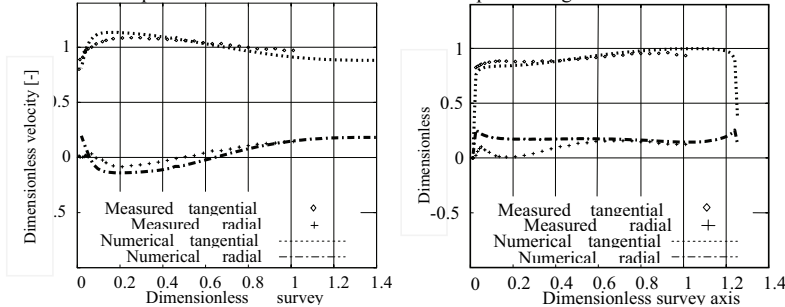 Dimensionless velocity [-]
1
).5
0
.5
Measured tangential
Measured radial
Numerical tangential
Numerical radial
0 0.2 0.4 0.6 0.8 1 1.2 1.4
Dimensionless survey
Dimensionless
1
0.5
0
-0.5
Measured tangential
Measured radial
Numerical tangential
Numerical radial
0 0.2 0.4 0.6 0.8 1 1.2 1.4
Dimensionless survey axis